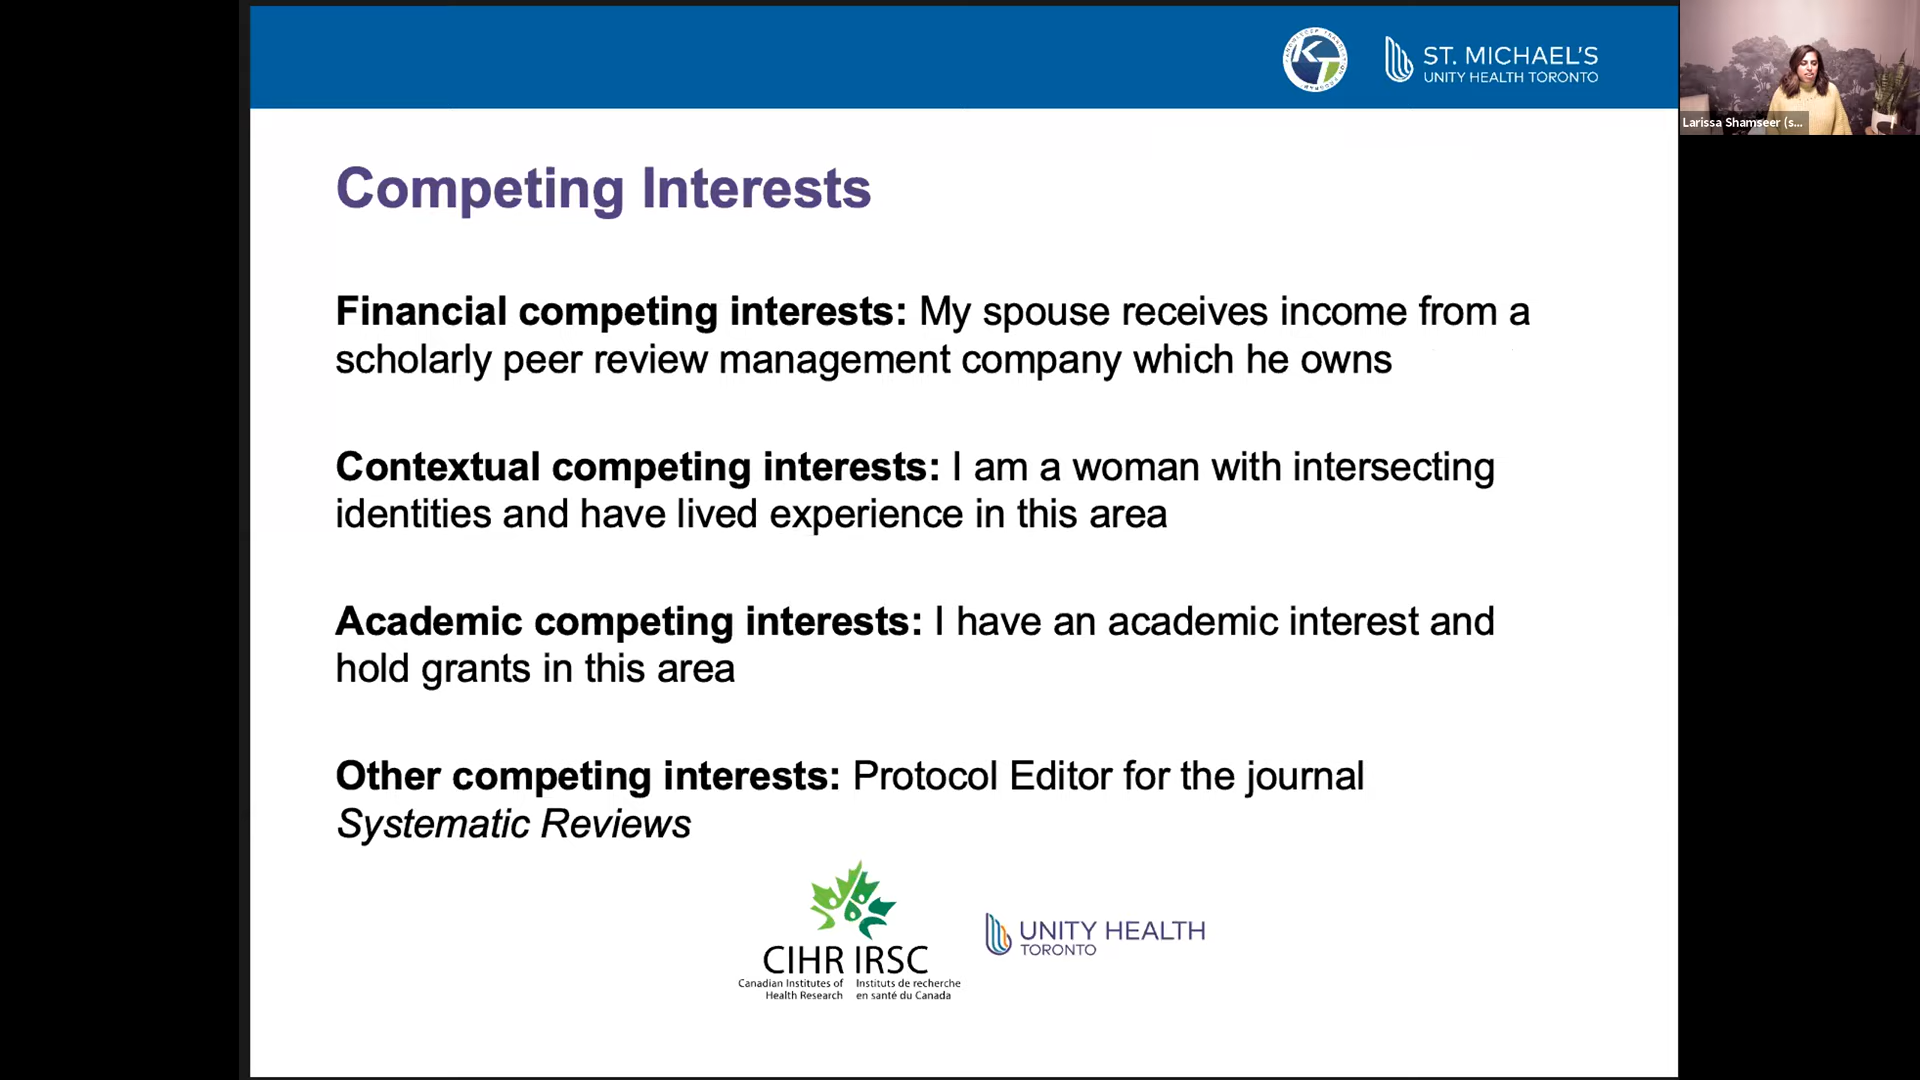 KT
ST. MICHAEL'S
UNITY HEALTH TORONTO
Larissa Shamseer (s...
Competing Interests
Financial competing interests: My spouse receives income from a
scholarly peer review management company which he owns
Contextual competing interests: I am a woman with intersecting
identities and have lived experience in this area
Academic competing interests: I have an academic interest and
hold grants in this area
Other competing interests: Protocol Editor for the journal
Systematic Reviews
CIHR IRSC
Canadian Institutes of Health Research
Instituts de recherche en santé du Canada
UNITY HEALTH
TORONTO